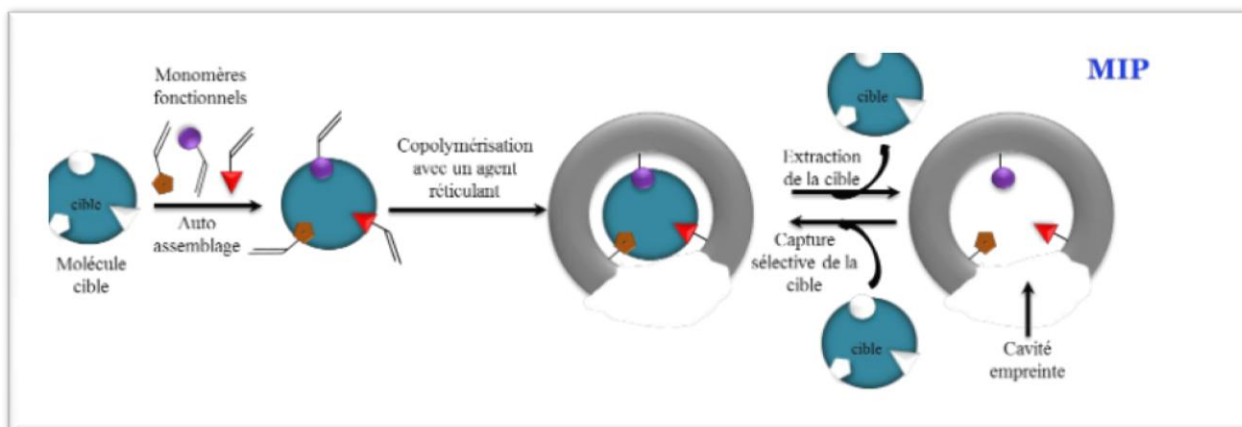 MIP
Monomères
fonctionnels
cible
Auto
assemblage
Molécule
cible
Copolymérisation
avec un agent
réticulant
cible
Extraction
de la cible
Capture
sélective de la
cible
cible
Cavité
empreinte